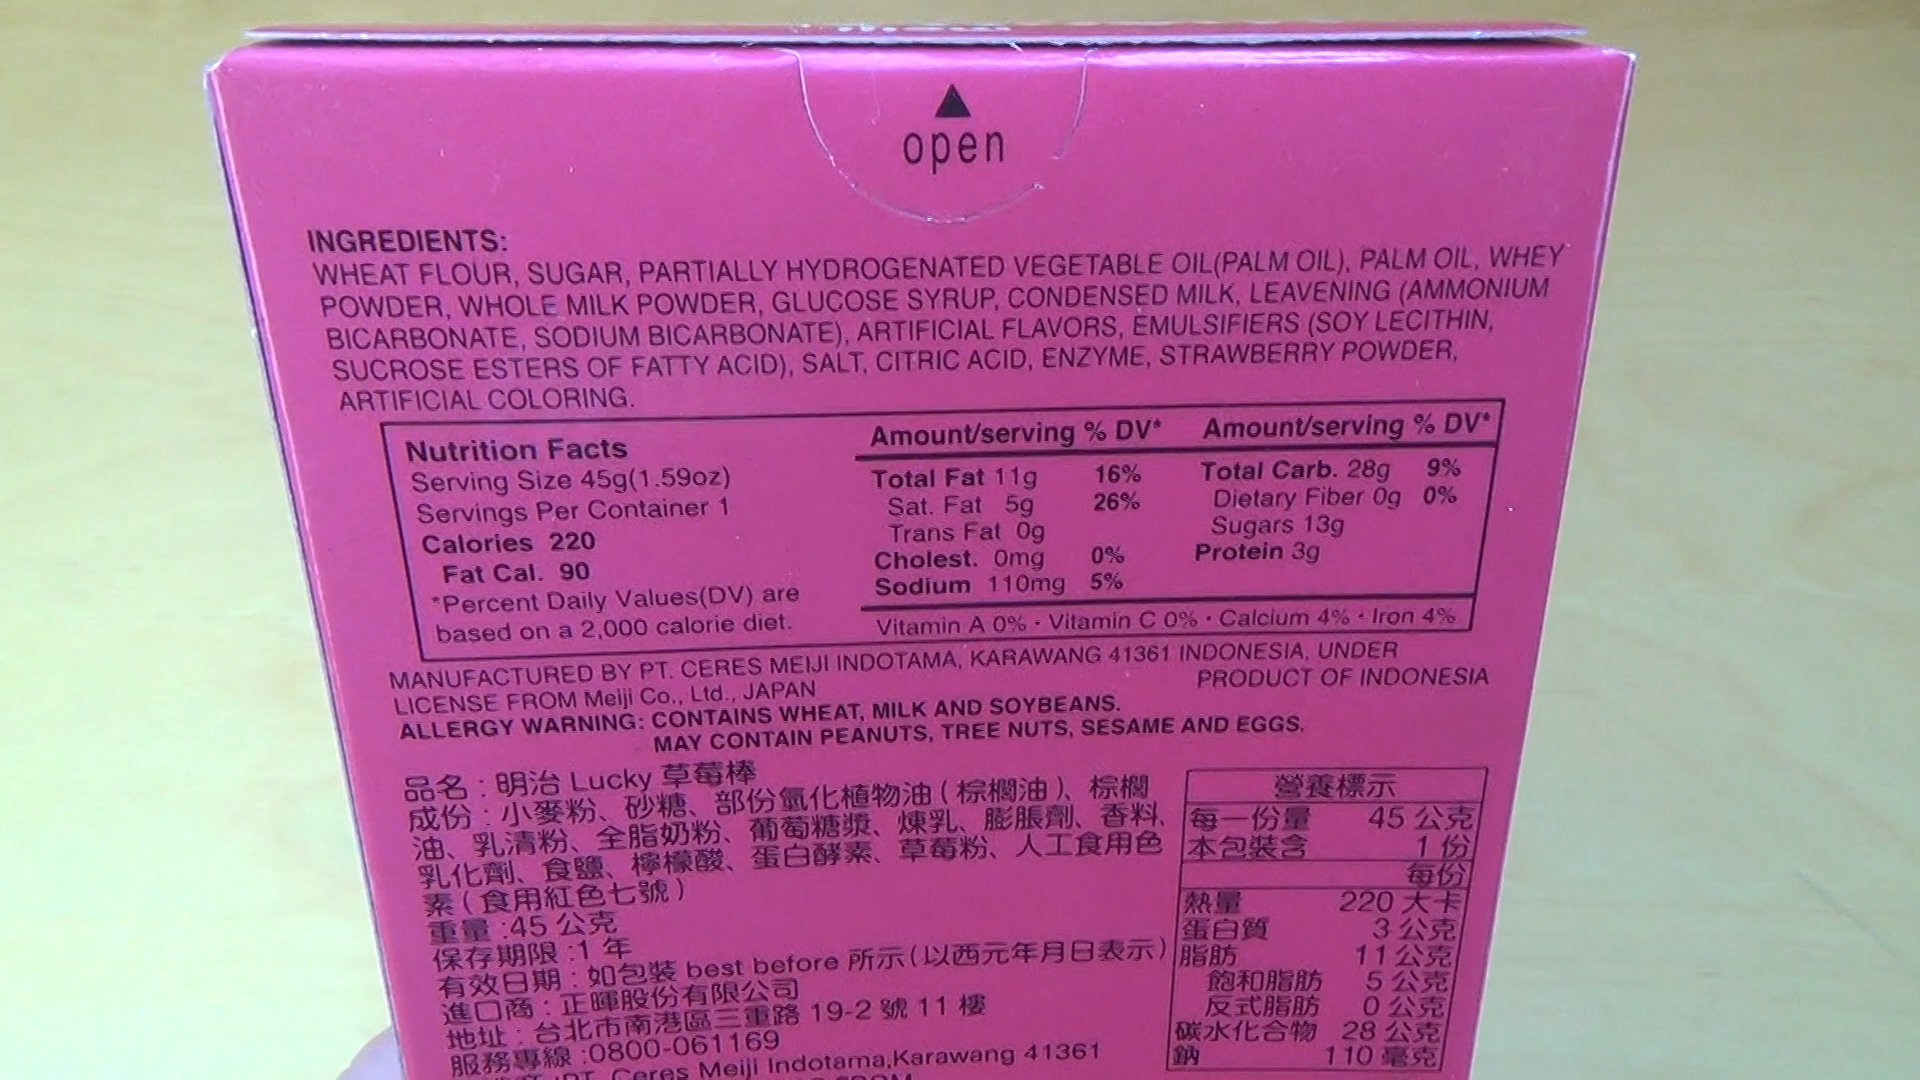 open
INGREDIENTS:
WHEAT FLOUR, SUGAR, PARTIALLY HYDROGENATED VEGETABLE OIL(PALM OIL), PALM OIL, WHEY
POWDER, WHOLE MILK POWDER, GLUCOSE SYRUP, CONDENSED MILK, LEAVENING (AMMONIUM
BICARBONATE, SODIUM BICARBONATE), ARTIFICIAL FLAVORS, EMULSIFIERS (SOY LECITHIN,
SUCROSE ESTERS OF FATTY ACID), SALT, CITRIC ACID, ENZYME, STRAWBERRY POWDER,
ARTIFICIAL COLORING.
Nutrition Facts
Serving Size 45g(1.59oz)
Servings Per Container 1
Calories 220
Fat Cal. 90
*Percent Daily Values(DV) are
based on a 2,000 calorie diet.
Amount/serving % DV*
Total Fat 11g 16%
Sat. Fat 5g 26%
Trans Fat 0g
Cholest. 0mg 0%
Sodium 110mg 5%
Amount/serving % DV*
Total Carb. 28g 9%
Dietary Fiber 0g 0%
Sugars 13g
Protein 3g
Vitamin A 0% · Vitamin C 0% · Calcium 4% · Iron 4%
MANUFACTURED BY PT. CERES MEIJI INDOTAMA, KARAWANG 41361 INDONESIA, UNDER
LICENSE FROM Meiji Co., Ltd., JAPAN
PRODUCT OF INDONESIA
ALLERGY WARNING: CONTAINS WHEAT, MILK AND SOYBEANS.
MAY CONTAIN PEANUTS, TREE NUTS, SESAME AND EGGS.
品名：明治 Lucky 草莓棒
成份：小麥粉、砂糖、部份氫化植物油（棕櫚油）、棕櫚
油、乳清粉、全脂奶粉、葡萄糖漿、煉乳、膨脹劑、香料、
乳化劑、食鹽、檸檬酸、蛋白酵素、草莓粉、人工食用色
素（食用紅色七號）
重量：45 公克
保存期限：1 年
有效日期：如包裝 best before 所示（以西元年月日表示）
進口商：正暉股份有限公司
地址：台北市南港區三重路 19-2 號 11 樓
服務專線：0800-061169
PT. Ceres Meiji Indotama,Karawang 41361
營養標示
每一份量 45 公克
本包裝含 1 份
每份
熱量 220 大卡
蛋白質 3 公克
脂肪 11 公克
飽和脂肪 5 公克
反式脂肪 0 公克
碳水化合物 28 公克
鈉 110 毫克